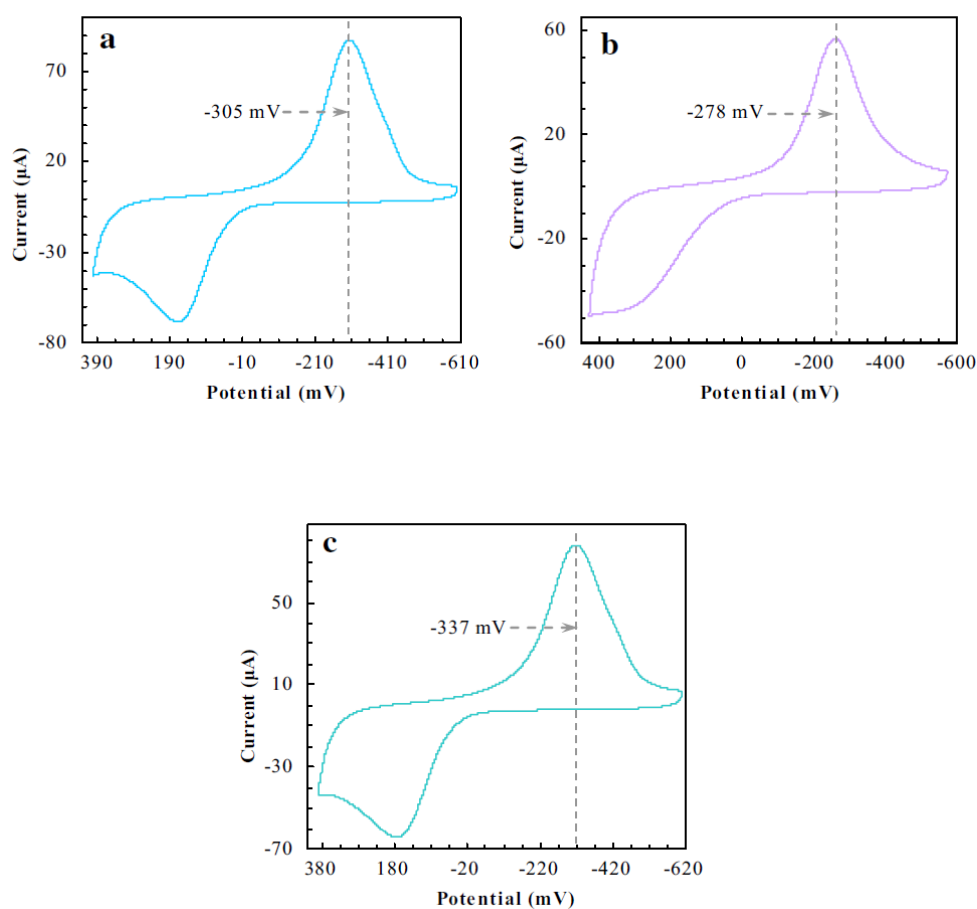 a
70
20
-30
-80
Current (µA)
-305 mV
390 190 -10 -210 -410 -610
Potential (mV)
b
60
20
-20
-60
Current (µA)
-278 mV
400 200 0 -200 -400 -600
Potential (mV)
c
50
10
-30
-70
Current (µA)
-337 mV
380 180 -20 -220 -420 -620
Potential (mV)